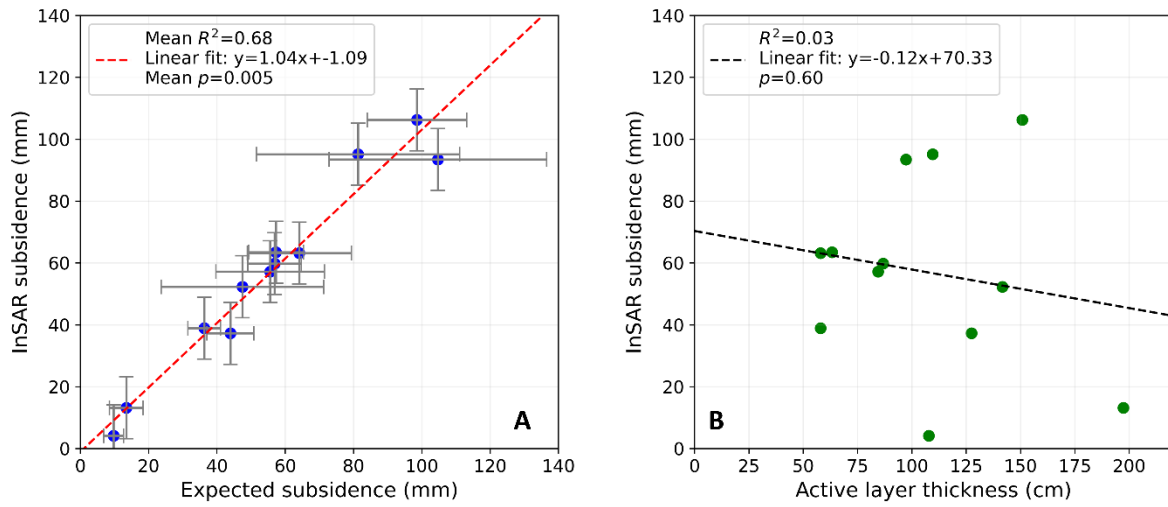 Mean R²=0.68
Linear fit: y=1.04x+-1.09
Mean p=0.005
InSAR subsidence (mm)
140
120
100
80
60
40
20
0
0 20 40 60 80 100 120 140
Expected subsidence (mm)
A
R²=0.03
Linear fit: y=-0.12x+70.33
p=0.60
InSAR subsidence (mm)
140
120
100
80
60
40
20
0
0 25 50 75 100 125 150 175 200
Active layer thickness (cm)
B